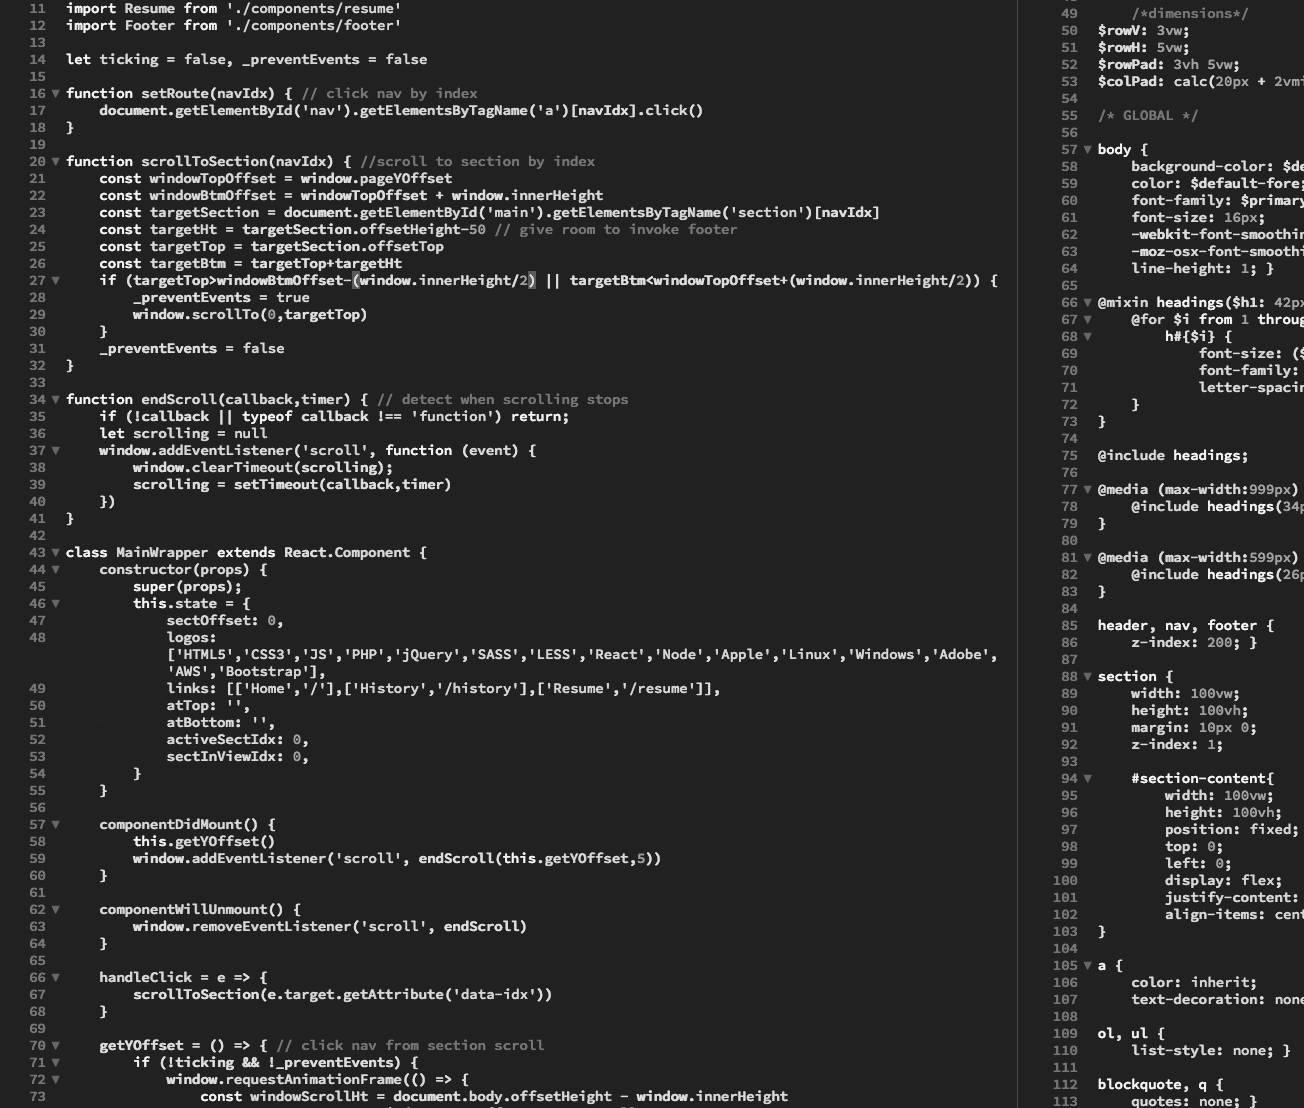 11 import Resume from './components/resume'
12 import Footer from './components/footer'
13
14 let ticking = false, _preventEvents = false
15
16 function setRoute(navIdx) { // click nav by index
17 document.getElementById('nav').getElementsByTagName('a')[navIdx].click()
18 }
19
20 function scrollToSection(navIdx) { //scroll to section by index
21 const windowTopOffset = window.pageYOffset
22 const windowBtmOffset = windowTopOffset + window.innerHeight
23 const targetSection = document.getElementById('main').getElementsByTagName('section')[navIdx]
24 const targetHt = targetSection.offsetHeight-50 // give room to invoke footer
25 const targetTop = targetSection.offsetTop
26 const targetBtm = targetTop+targetHt
27 if (targetTop>windowBtmOffset-(window.innerHeight/2) || targetBtm<windowTopOffset+(window.innerHeight/2)) {
28 _preventEvents = true
29 window.scrollTo(0,targetTop)
30 }
31 _preventEvents = false
32 }
33
34 function endScroll(callback,timer) { // detect when scrolling stops
35 if (!callback || typeof callback !== 'function') return;
36 let scrolling = null
37 window.addEventListener('scroll', function (event) {
38 window.clearTimeout(scrolling);
39 scrolling = setTimeout(callback,timer)
40 })
41 }
42
43 class MainWrapper extends React.Component {
44 constructor(props) {
45 super(props);
46 this.state = {
47 sectOffset: 0,
48 logos:
['HTML5','CSS3','JS','PHP','jQuery','SASS','LESS','React','Node','Apple','Linux','Windows','Adobe',
'AWS','Bootstrap'],
49 links: [['Home','/'],['History','/history'],['Resume','/resume']],
50 atTop: '',
51 atBottom: '',
52 activeSectIdx: 0,
53 sectInViewIdx: 0,
54 }
55 }
56
57 componentDidMount() {
58 this.getYOffset()
59 window.addEventListener('scroll', endScroll(this.getYOffset,5))
60 }
61
62 componentWillUnmount() {
63 window.removeEventListener('scroll', endScroll)
64 }
65
66 handleClick = e => {
67 scrollToSection(e.target.getAttribute('data-idx'))
68 }
69
70 getYOffset = () => { // click nav from section scroll
71 if (!ticking && !_preventEvents) {
72 window.requestAnimationFrame(() => {
73 const windowScrollHt = document.body.offsetHeight - window.innerHeight
49 /*dimensions*/
50 $rowV: 3vw;
51 $rowH: 5vw;
52 $rowPad: 3vh 5vw;
53 $colPad: calc(20px + 2vmi
54
55 /* GLOBAL */
56
57 body {
58 background-color: $de
59 color: $default-fore;
60 font-family: $primary
61 font-size: 16px;
62 -webkit-font-smoothin
63 -moz-osx-font-smoothi
64 line-height: 1; }
65
66 @mixin headings($h1: 42px
67 @for $i from 1 throug
68 h#{$i} {
69 font-size: ($
70 font-family:
71 letter-spacin
72 }
73 }
74
75 @include headings;
76
77 @media (max-width:999px)
78 @include headings(34p
79 }
80
81 @media (max-width:599px)
82 @include headings(26p
83 }
84
85 header, nav, footer {
86 z-index: 200; }
87
88 section {
89 width: 100vw;
90 height: 100vh;
91 margin: 10px 0;
92 z-index: 1;
93
94 #section-content{
95 width: 100vw;
96 height: 100vh;
97 position: fixed;
98 top: 0;
99 left: 0;
100 display: flex;
101 justify-content:
102 align-items: cent
103 }
104
105 a {
106 color: inherit;
107 text-decoration: none
108
109 ol, ul {
110 list-style: none; }
111
112 blockquote, q {
113 quotes: none; }